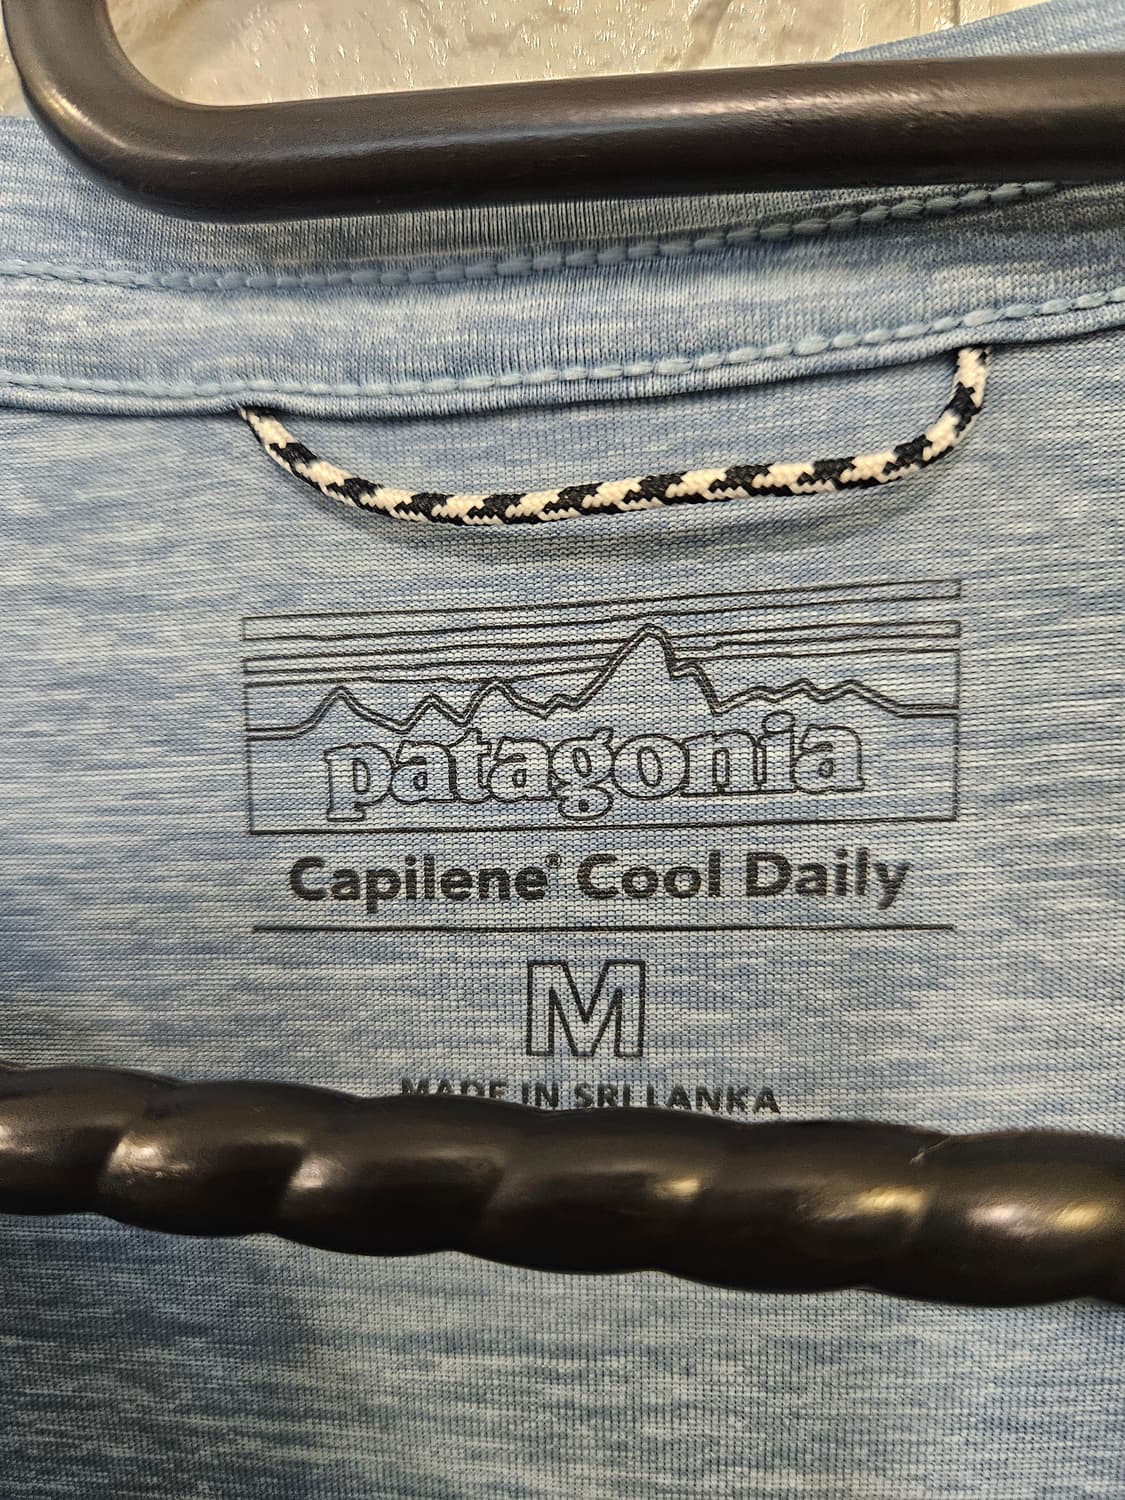 patagonia
Capilene® Cool Daily
M
MADE IN SRI LANKA